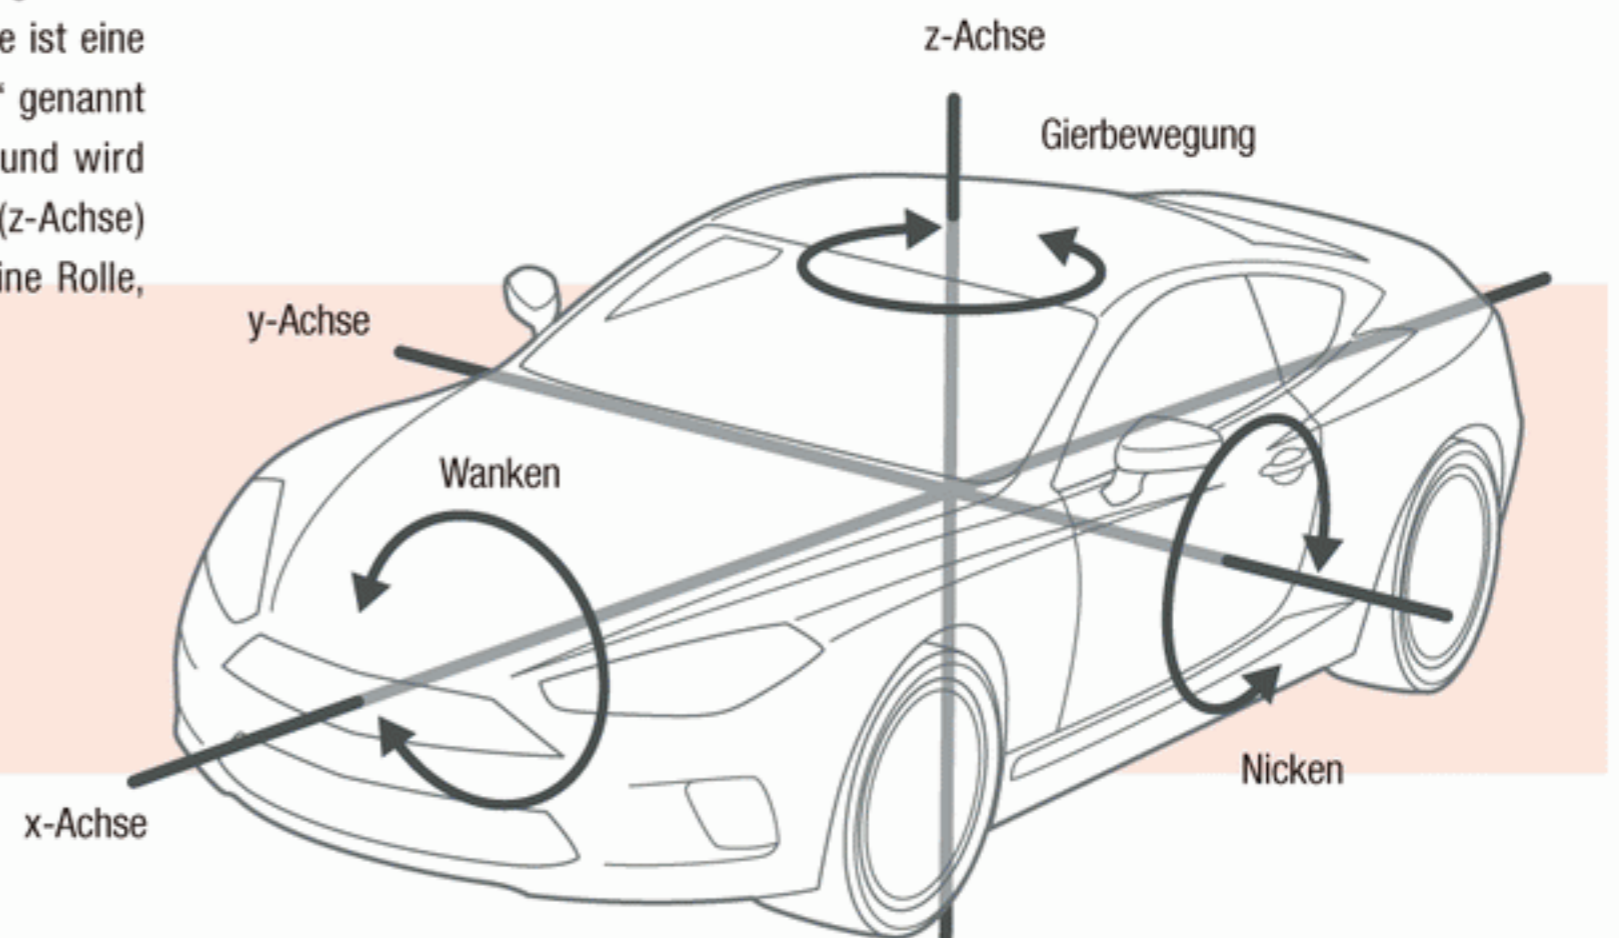 e ist eine
“ genannt
und wird
(z-Achse)
ine Rolle,
z-Achse
Gierbewegung
y-Achse
Wanken
x-Achse
Nicken